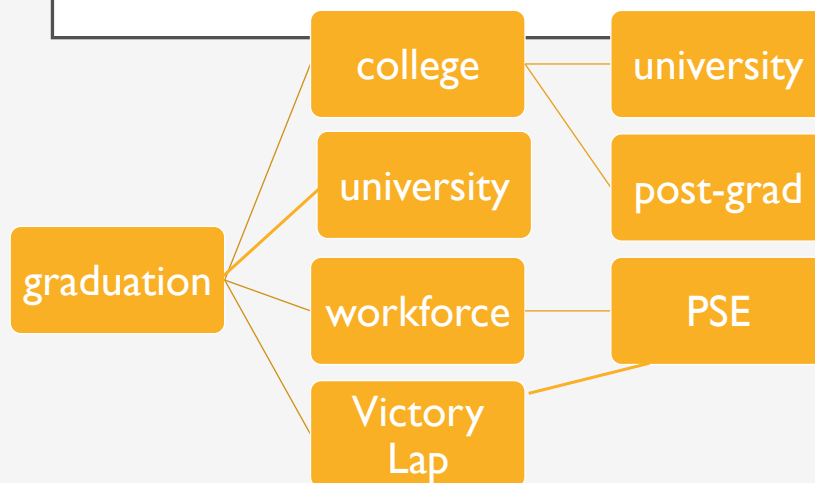 college
university
university
post-grad
graduation
workforce
PSE
Victory
Lap